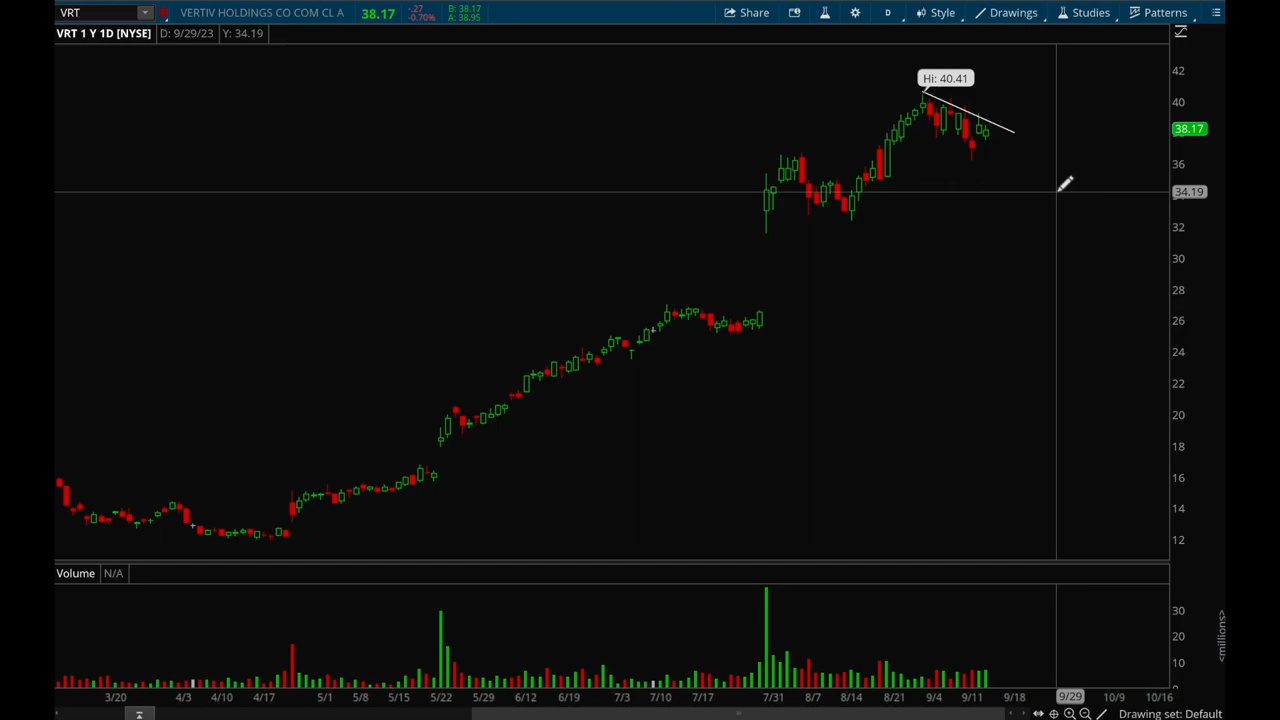 VRT VERTIV HOLDINGS CO COM CL A 38.17 -.27 -0.70% B: 38.17 A: 38.95 Share D Style Drawings Studies Patterns
VRT 1 Y 1D [NYSE] D: 9/29/23 Y: 34.19
Hi: 40.41
42
40
38.17
36
34.19
32
30
28
26
24
22
20
18
16
14
12
Volume N/A
30
20
10
<millions>
3/20 4/3 4/10 4/17 5/1 5/8 5/15 5/22 5/29 6/12 6/19 7/3 7/10 7/17 7/31 8/7 8/14 8/21 9/4 9/11 9/18 9/29 10/9 10/16
Drawing set: Default